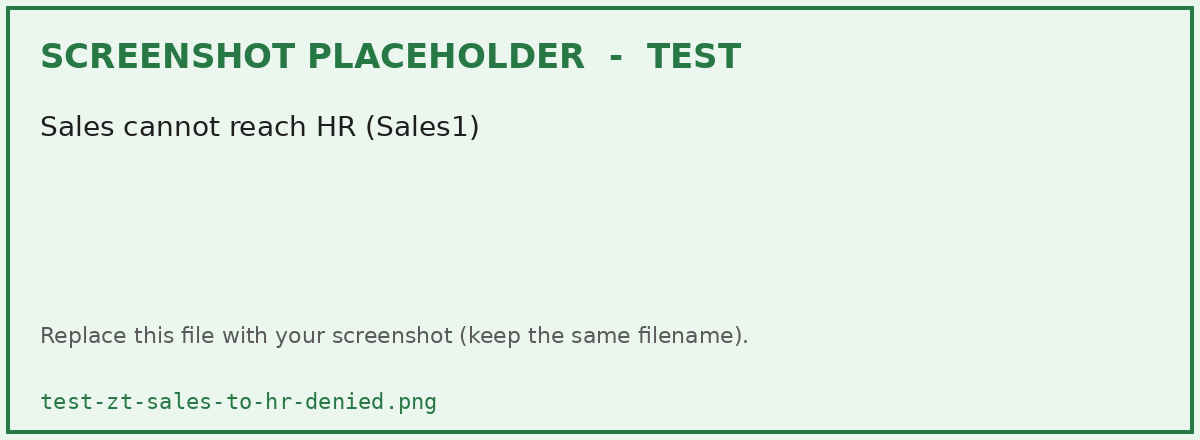 SCREENSHOT PLACEHOLDER - TEST
Sales cannot reach HR (Sales1)
Replace this file with your screenshot (keep the same filename).
test-zt-sales-to-hr-denied.png